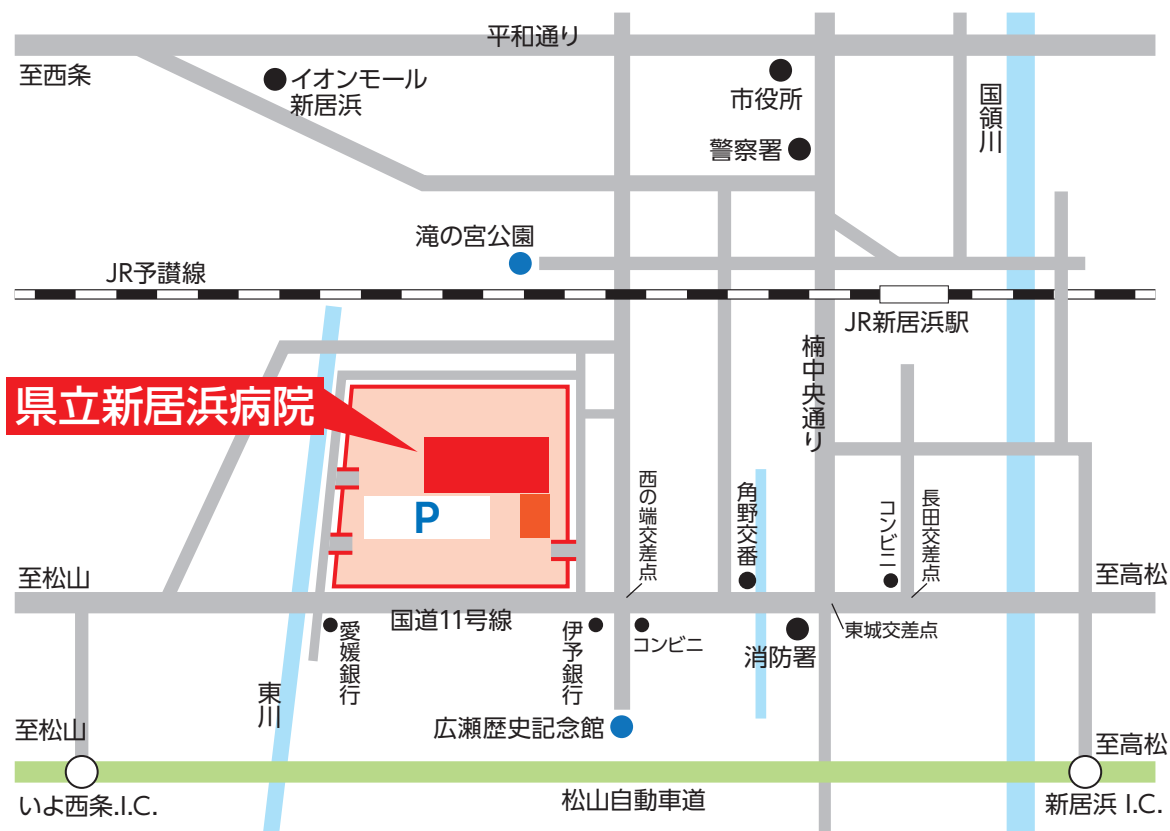 平和通り
至西条
イオンモール
新居浜
市役所
国領川
警察署
滝の宮公園
JR予讃線
JR新居浜駅
楠中央通り
県立新居浜病院
P
西の端交差点
角野交番
コンビニ
長田交差点
至松山
至高松
国道11号線
愛媛銀行
伊予銀行
コンビニ
消防署
東城交差点
東川
広瀬歴史記念館
至松山
至高松
いよ西条.I.C.
松山自動車道
新居浜 I.C.